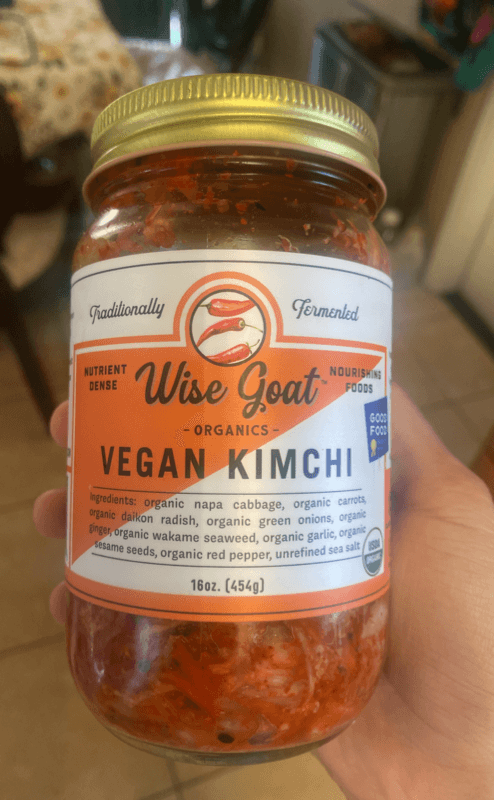 Traditionally
Fermented
NUTRIENT
DENSE
Wise Goat™
NOURISHING
FOODS
-ORGANICS-
GOOD
FOOD
VEGAN KIMCHI
Ingredients: organic napa cabbage, organic carrots,
organic daikon radish, organic green onions, organic
ginger, organic wakame seaweed, organic garlic, organic
sesame seeds, organic red pepper, unrefined sea salt
USDA
ORGANIC
16oz. (454g)